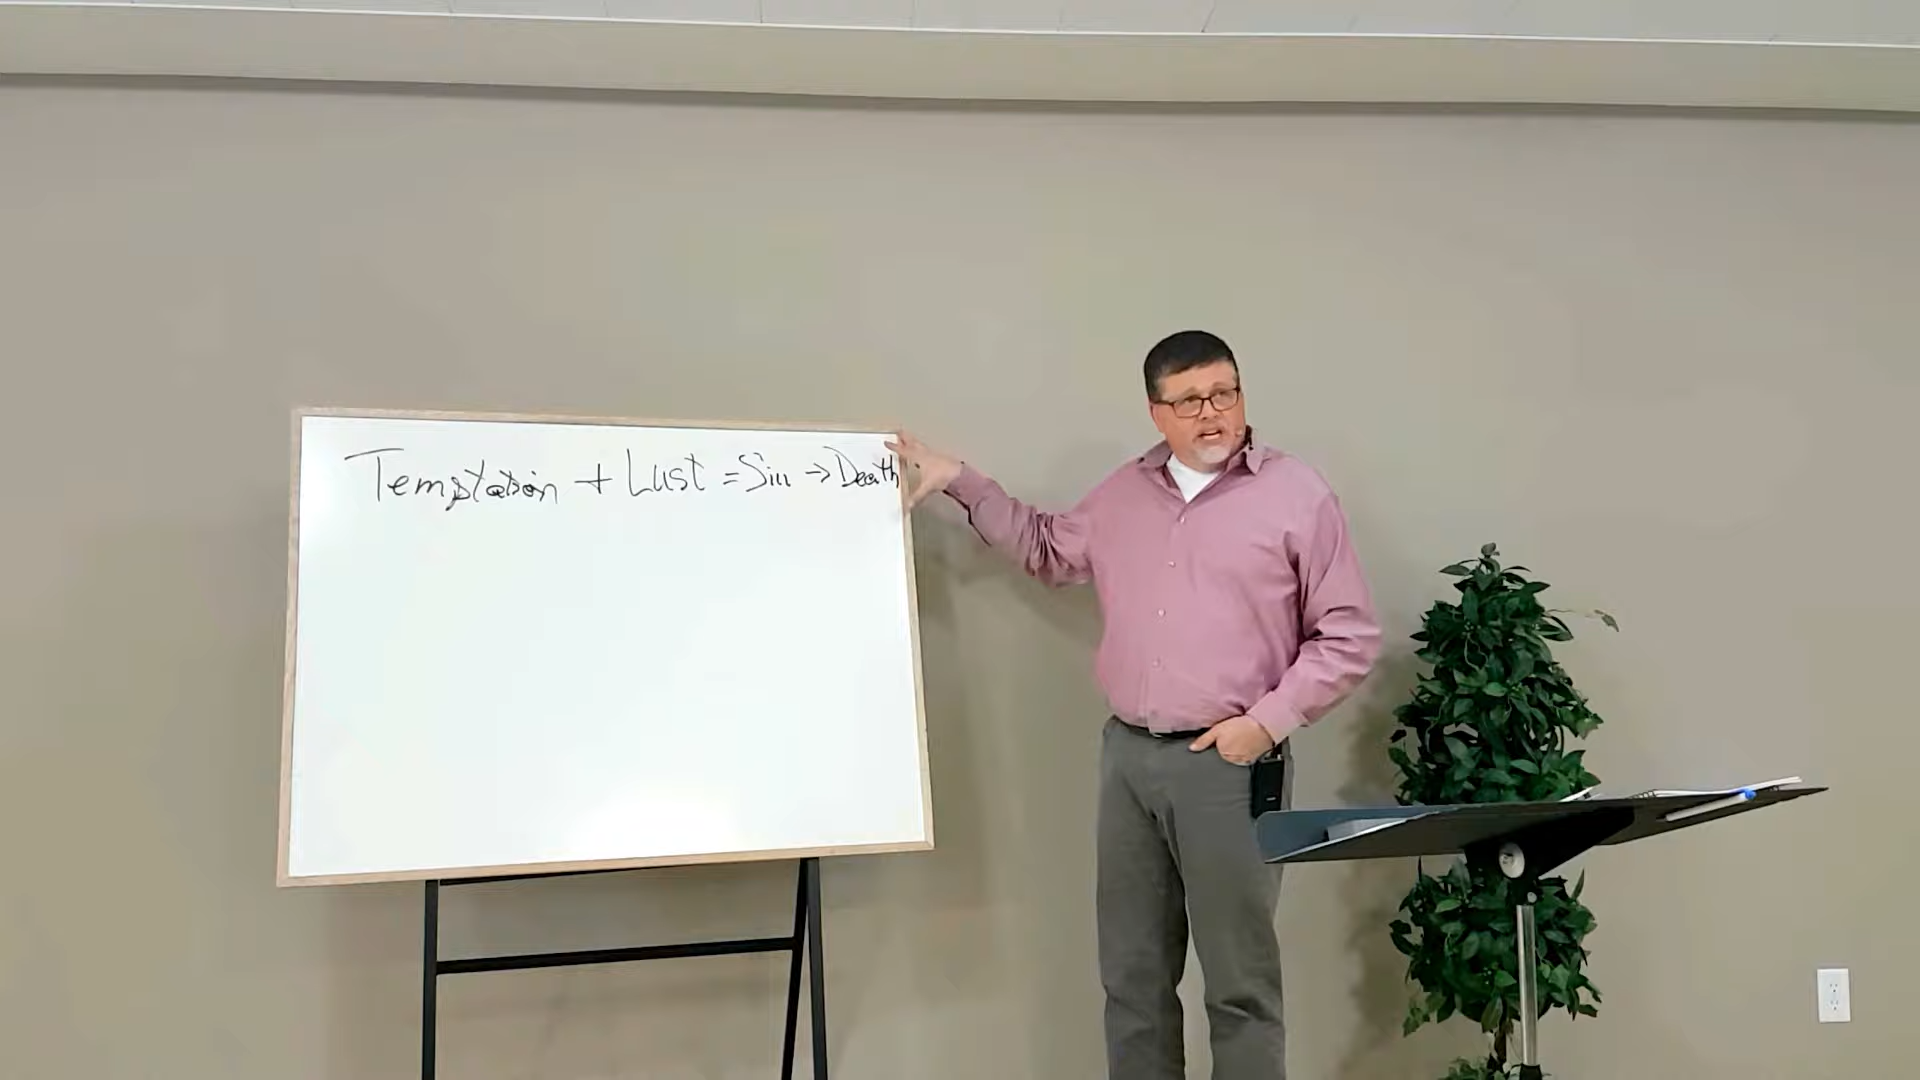 Temptation + Lust = Sin → Death